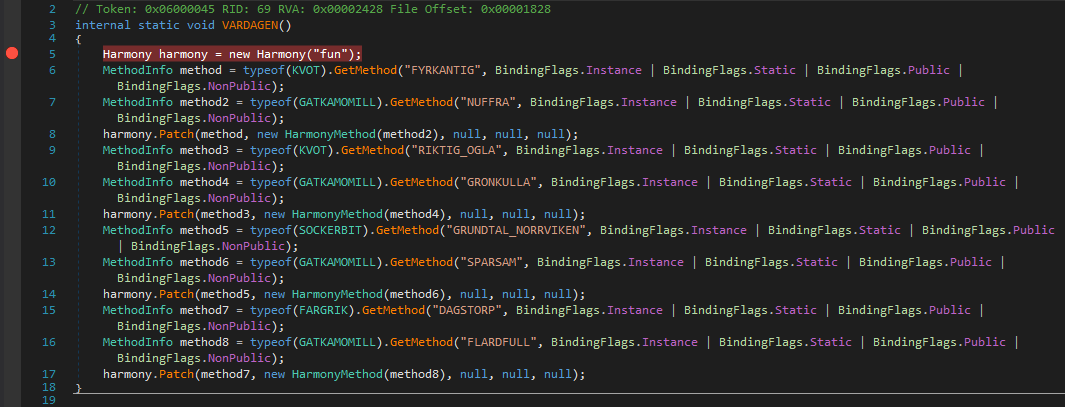 2 // Token: 0x06000045 RID: 69 RVA: 0x00002428 File Offset: 0x00001828
3 internal static void VARDAGEN()
4 {
5 Harmony harmony = new Harmony("fun");
6 MethodInfo method = typeof(KVOT).GetMethod("FYRKANTIG", BindingFlags.Instance | BindingFlags.Static | BindingFlags.Public |
BindingFlags.NonPublic);
7 MethodInfo method2 = typeof(GATKAMOMILL).GetMethod("NUFFRA", BindingFlags.Instance | BindingFlags.Static | BindingFlags.Public |
BindingFlags.NonPublic);
8 harmony.Patch(method, new HarmonyMethod(method2), null, null, null);
9 MethodInfo method3 = typeof(KVOT).GetMethod("RIKTIG_OGLA", BindingFlags.Instance | BindingFlags.Static | BindingFlags.Public |
BindingFlags.NonPublic);
10 MethodInfo method4 = typeof(GATKAMOMILL).GetMethod("GRONKULLA", BindingFlags.Instance | BindingFlags.Static | BindingFlags.Public |
BindingFlags.NonPublic);
11 harmony.Patch(method3, new HarmonyMethod(method4), null, null, null);
12 MethodInfo method5 = typeof(SOCKERBIT).GetMethod("GRUNDTAL_NORRVIKEN", BindingFlags.Instance | BindingFlags.Static | BindingFlags.Public
| BindingFlags.NonPublic);
13 MethodInfo method6 = typeof(GATKAMOMILL).GetMethod("SPARSAM", BindingFlags.Instance | BindingFlags.Static | BindingFlags.Public |
BindingFlags.NonPublic);
14 harmony.Patch(method5, new HarmonyMethod(method6), null, null, null);
15 MethodInfo method7 = typeof(FARGRIK).GetMethod("DAGSTORP", BindingFlags.Instance | BindingFlags.Static | BindingFlags.Public |
BindingFlags.NonPublic);
16 MethodInfo method8 = typeof(GATKAMOMILL).GetMethod("FLARDFULL", BindingFlags.Instance | BindingFlags.Static | BindingFlags.Public |
BindingFlags.NonPublic);
17 harmony.Patch(method7, new HarmonyMethod(method8), null, null, null);
18 }
19